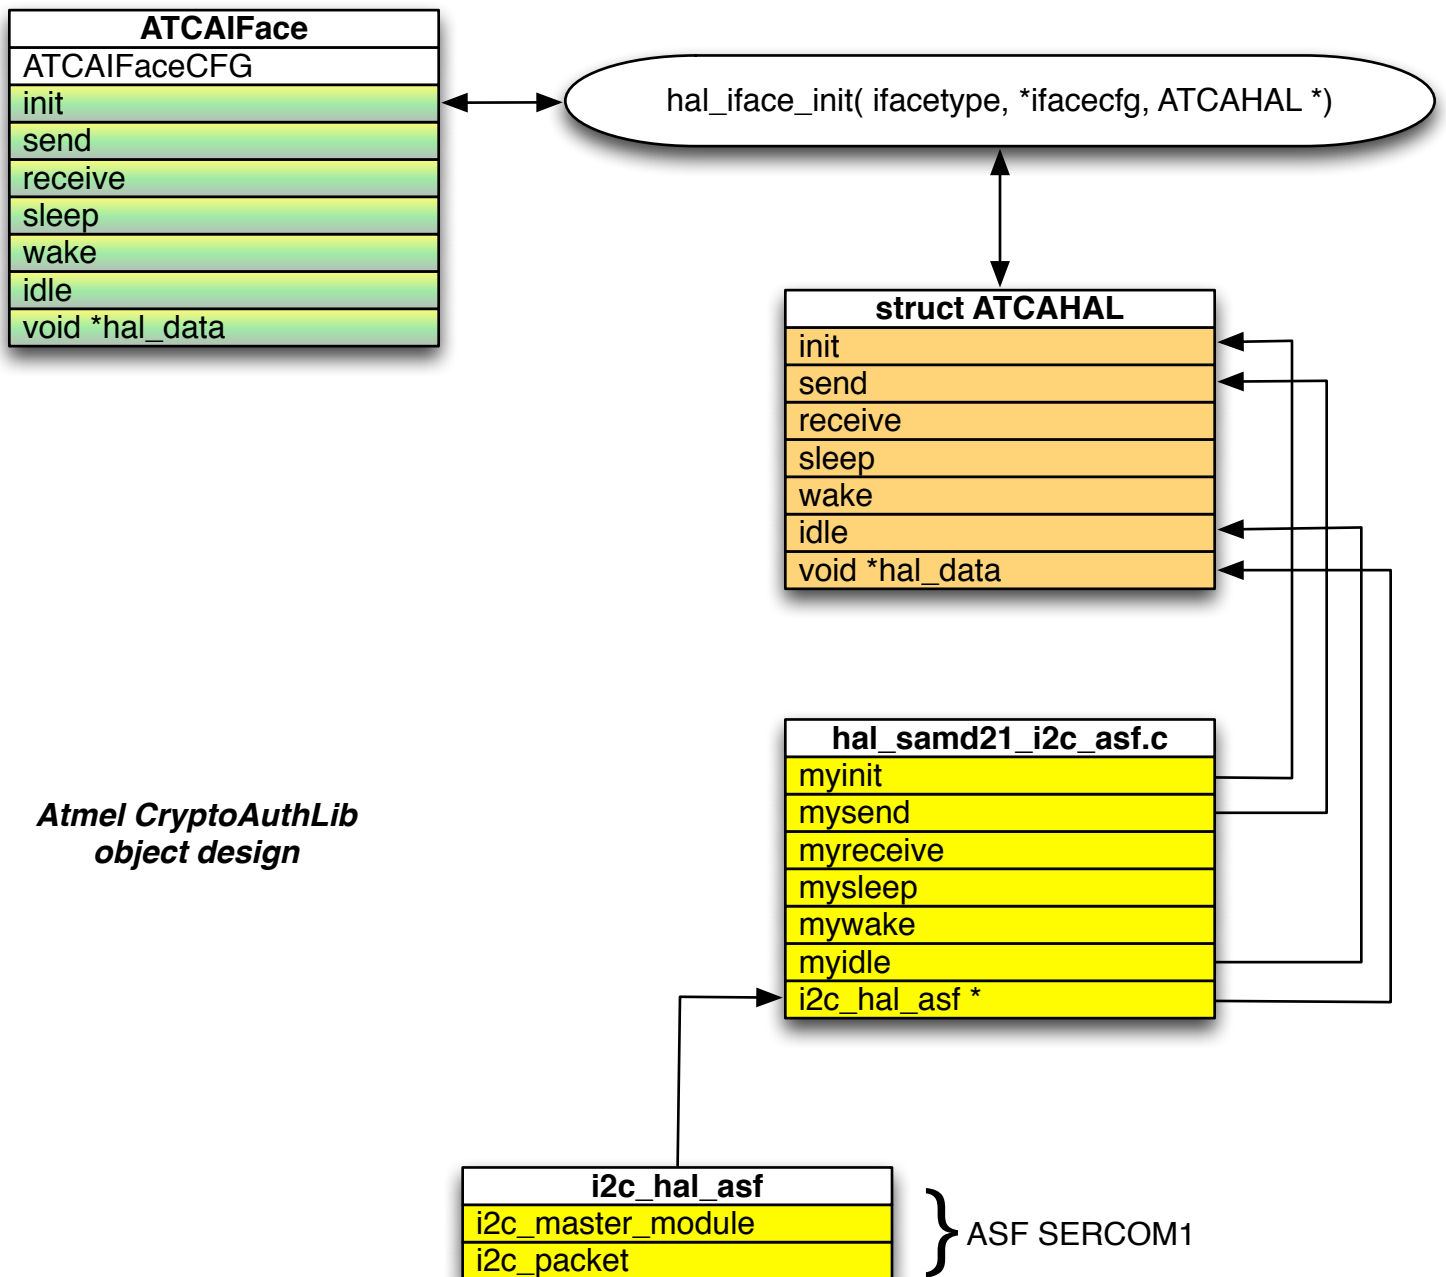 ATCAIFace
ATCAIFaceCFG
init
send
receive
sleep
wake
idle
void *hal_data
hal_iface_init( ifacetype, *ifacecfg, ATCAHAL *)
struct ATCAHAL
init
send
receive
sleep
wake
idle
void *hal_data
hal_samd21_i2c_asf.c
myinit
mysend
myreceive
mysleep
mywake
myidle
i2c_hal_asf *
Atmel CryptoAuthLib
object design
i2c_hal_asf
i2c_master_module
i2c_packet
} ASF SERCOM1